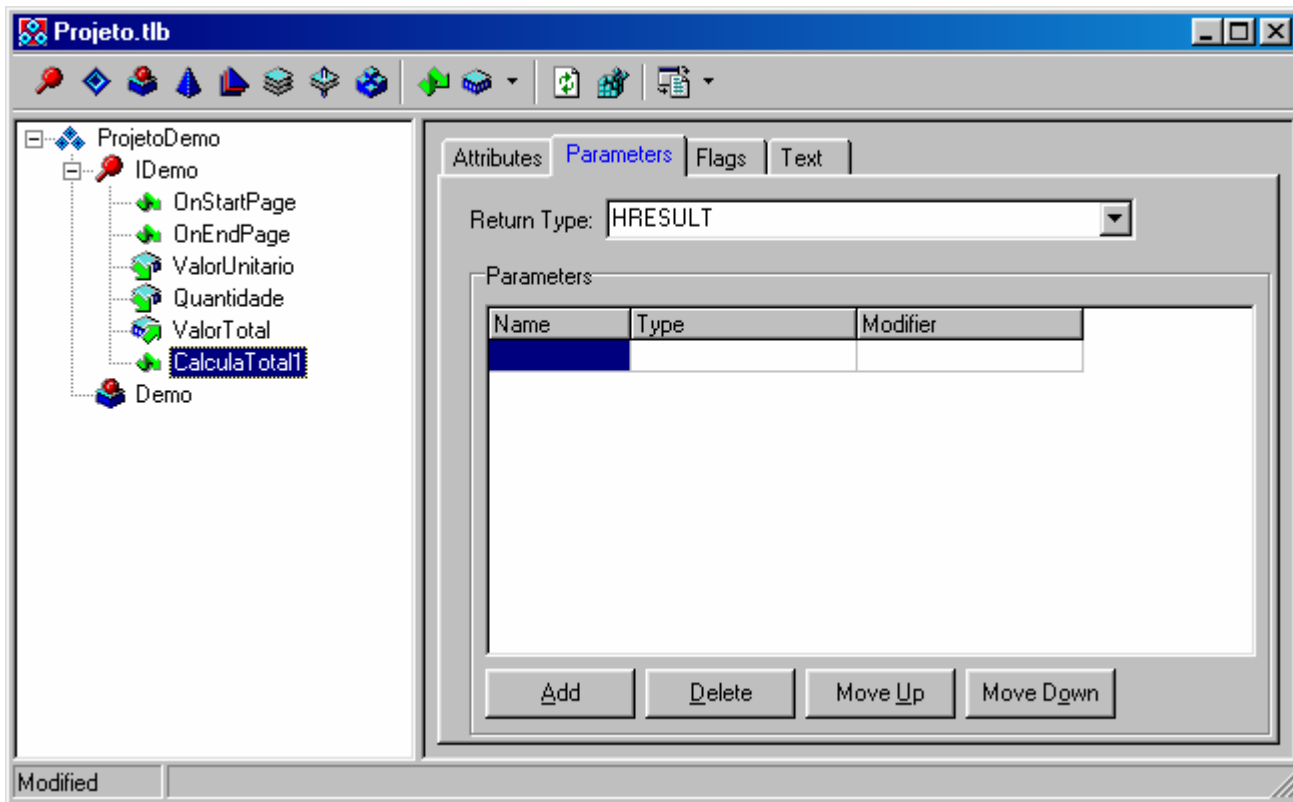 Projeto.tlb
ProjetoDemo
IDemo
OnStartPage
OnEndPage
ValorUnitario
Quantidade
ValorTotal
CalculaTotal1
Demo
Attributes Parameters Flags Text
Return Type: HRESULT
Parameters
Name Type Modifier
Add Delete Move Up Move Down
Modified